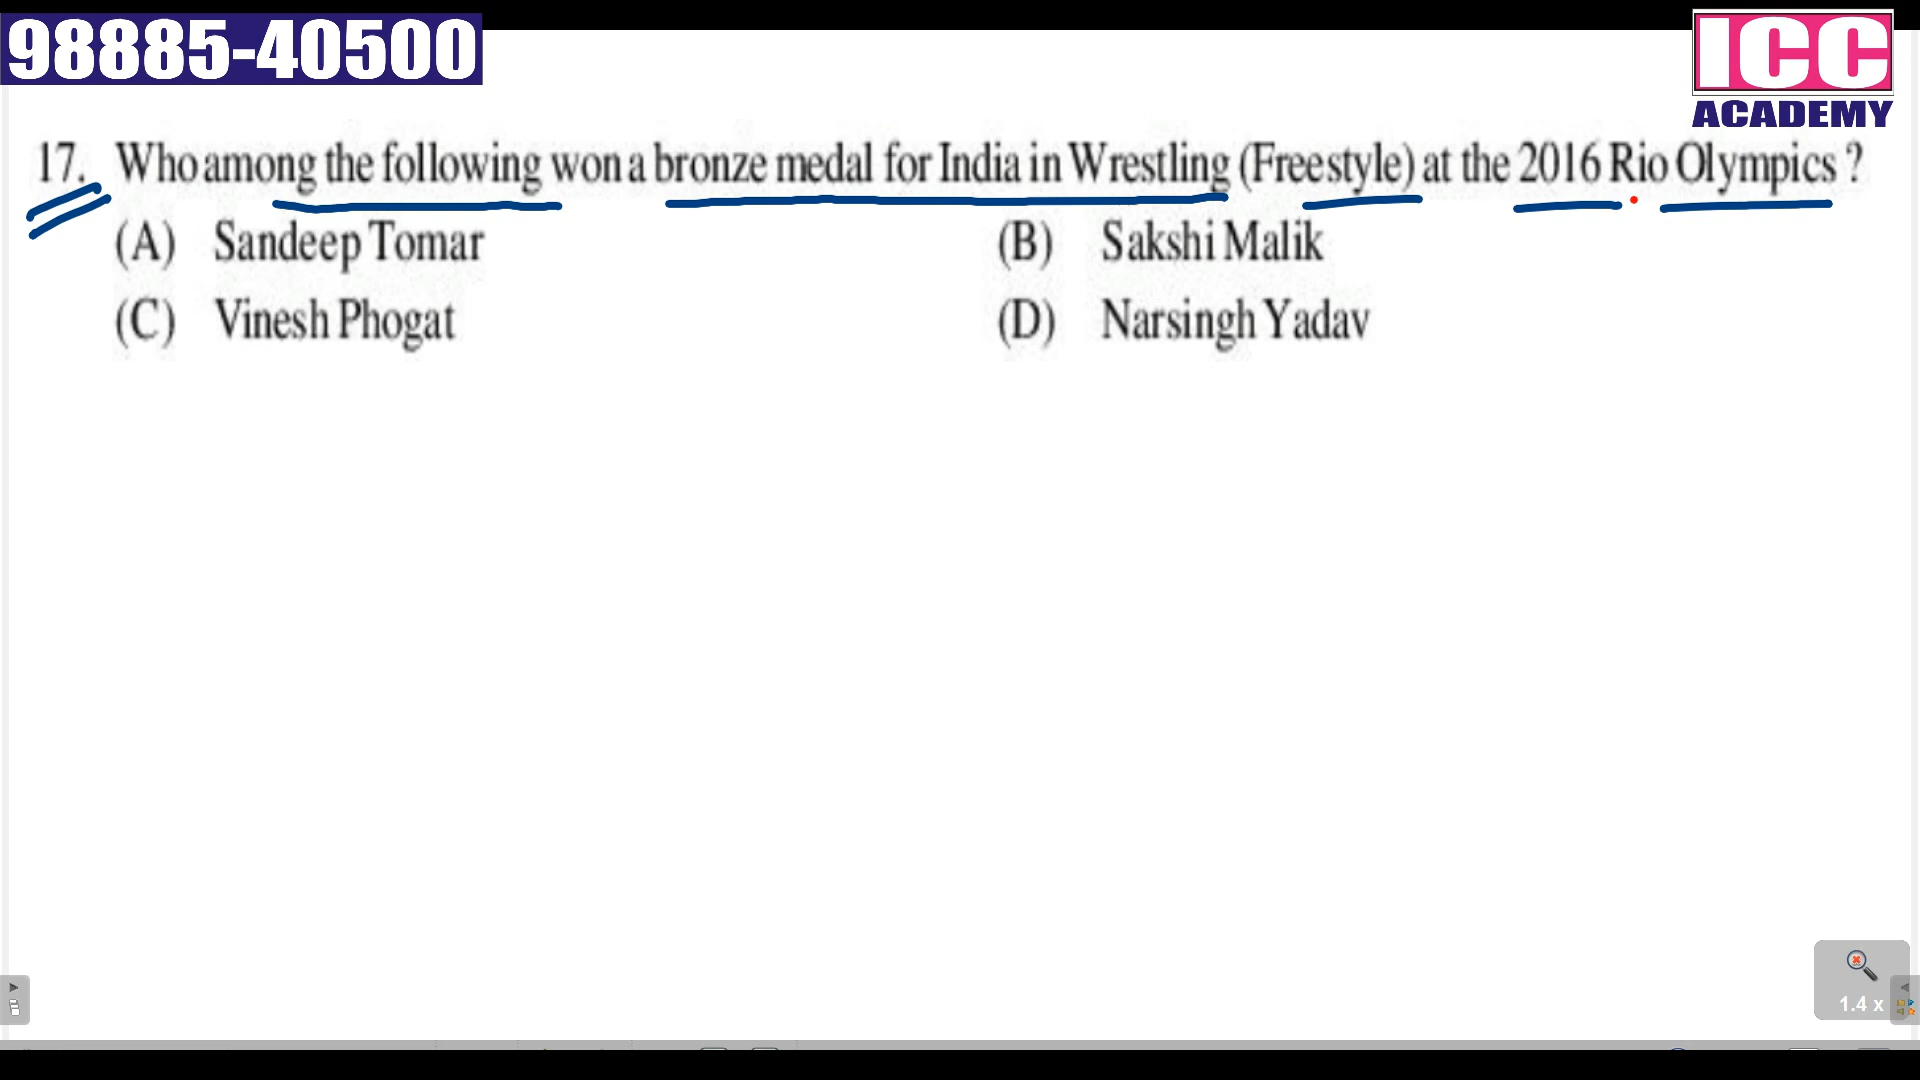 98885-40500
ICC
ACADEMY
17. Who among the following won a bronze medal for India in Wrestling (Freestyle) at the 2016 Rio Olympics ?
(A) Sandeep Tomar (B) Sakshi Malik
(C) Vinesh Phogat (D) Narsingh Yadav
1.4 x